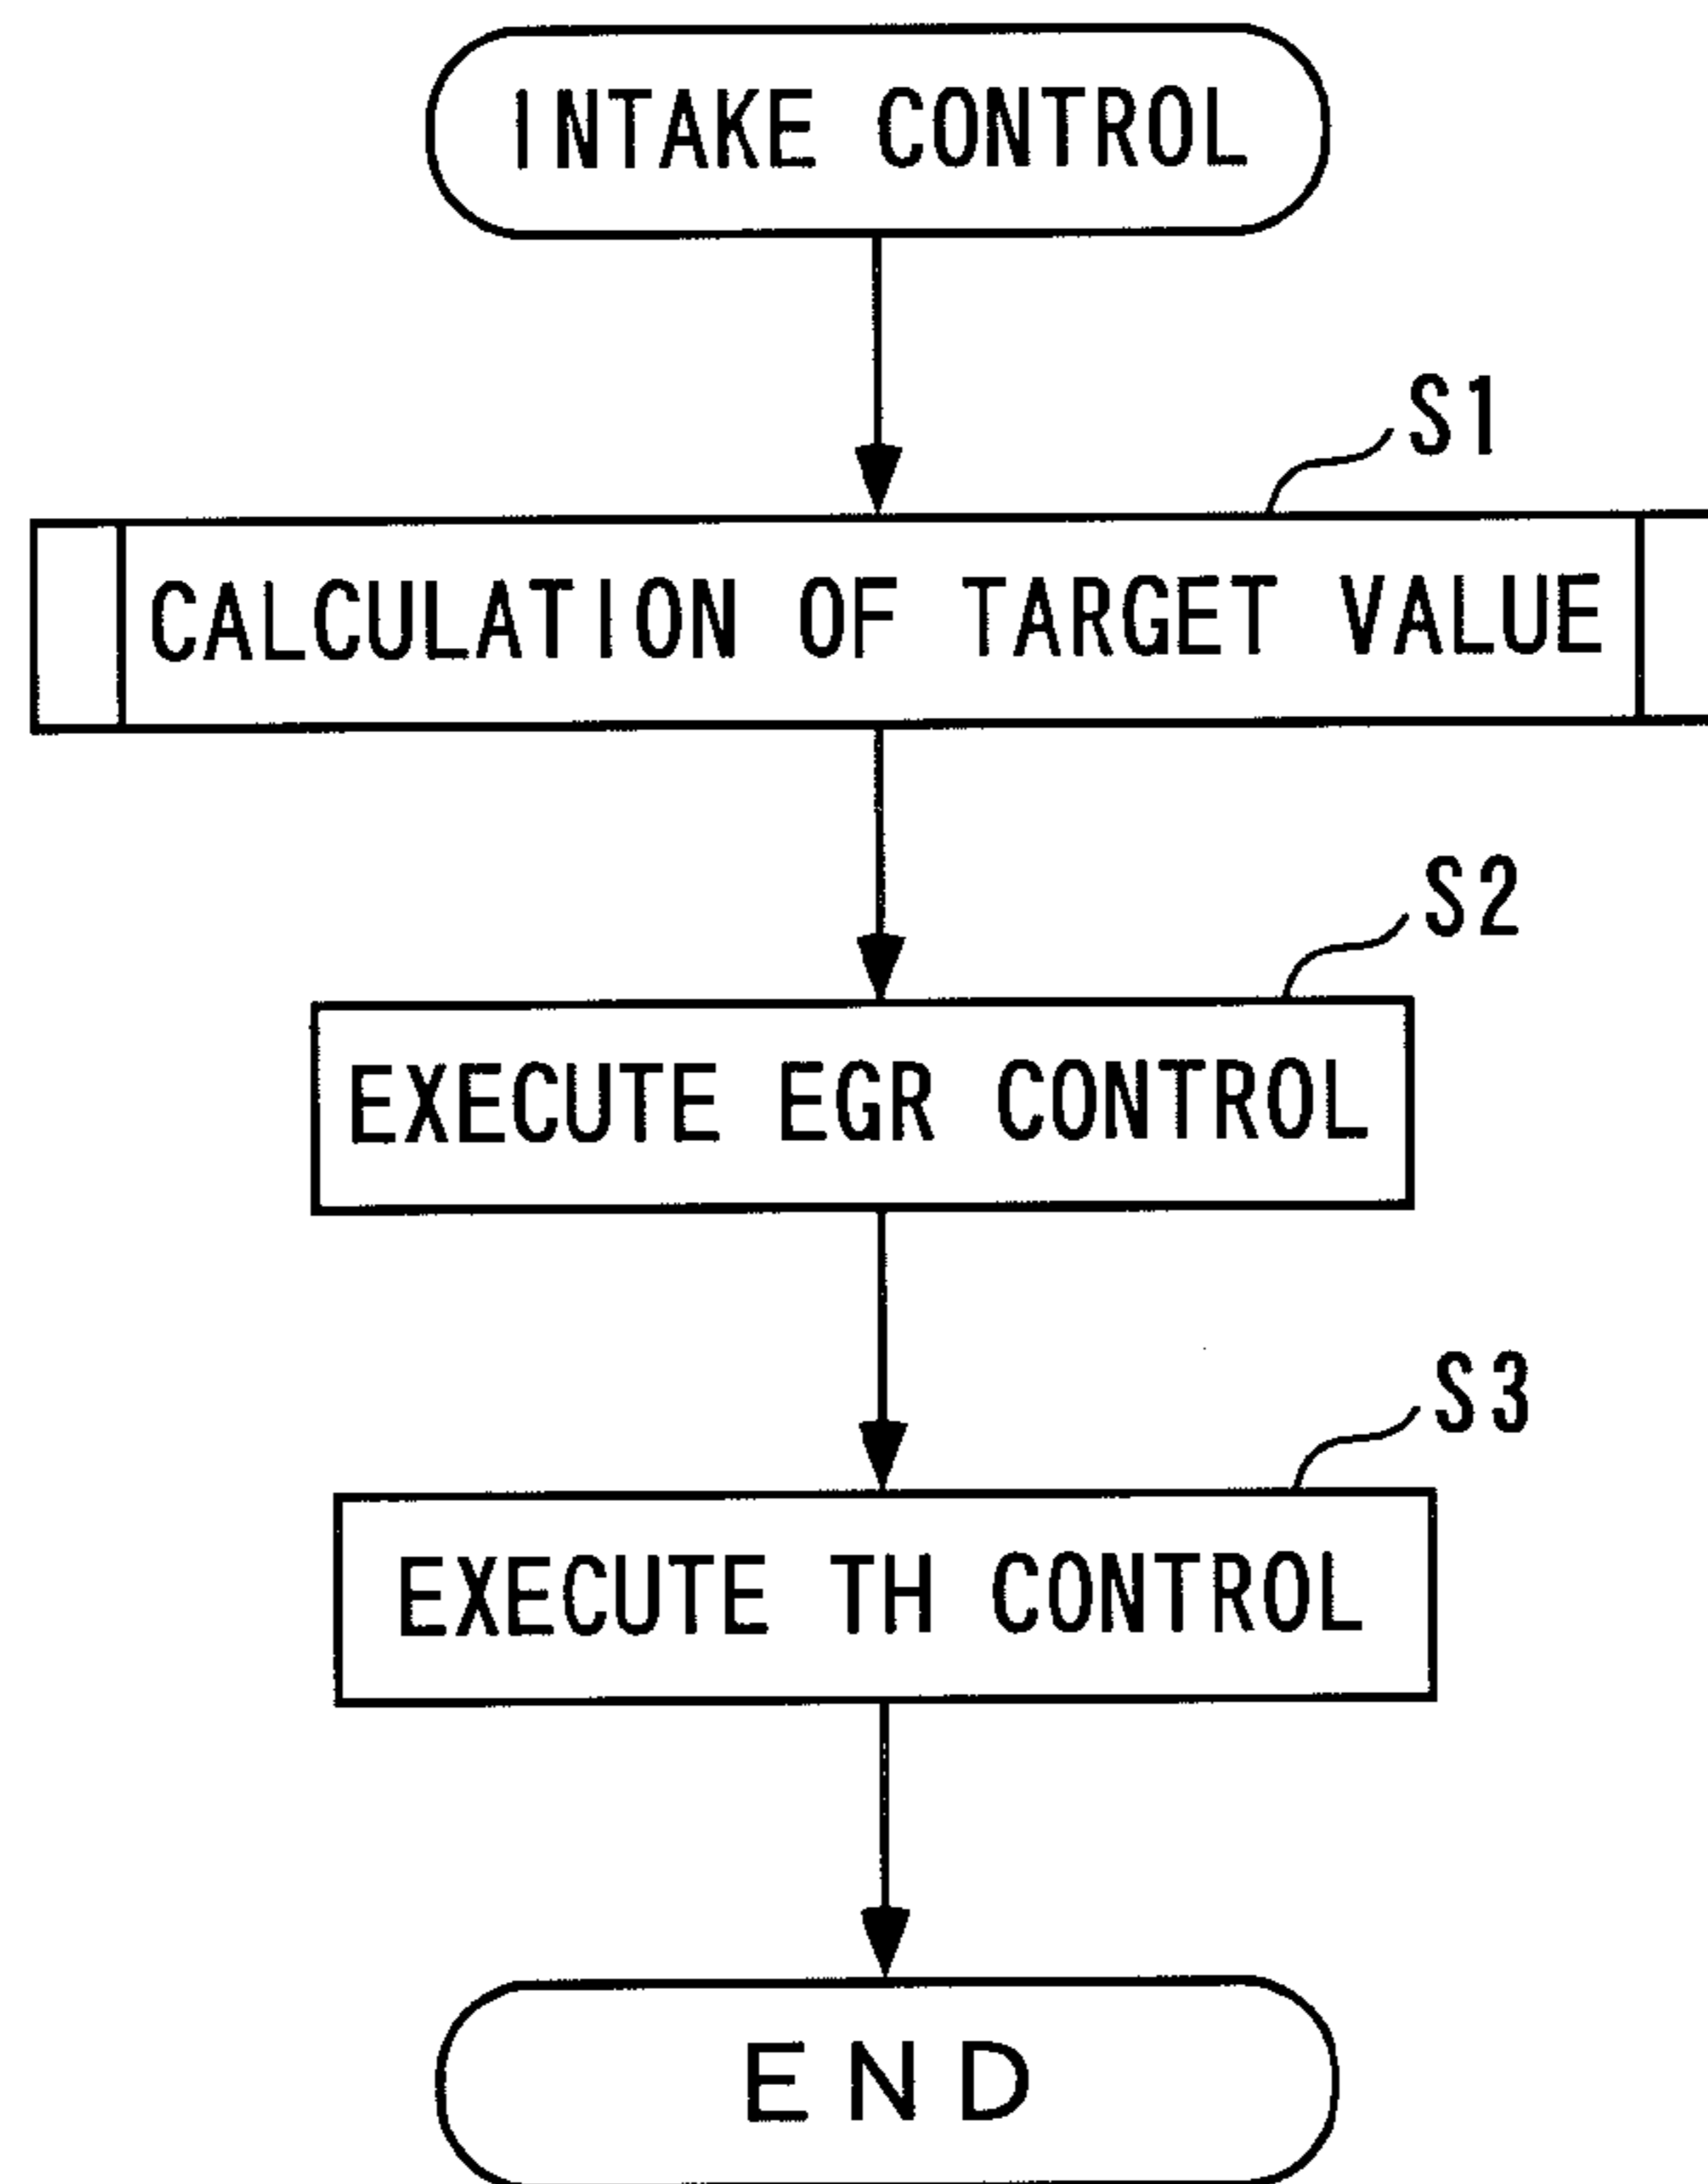 INTAKE CONTROL
S1
CALCULATION OF TARGET VALUE
S2
EXECUTE EGR CONTROL
S3
EXECUTE TH CONTROL
END